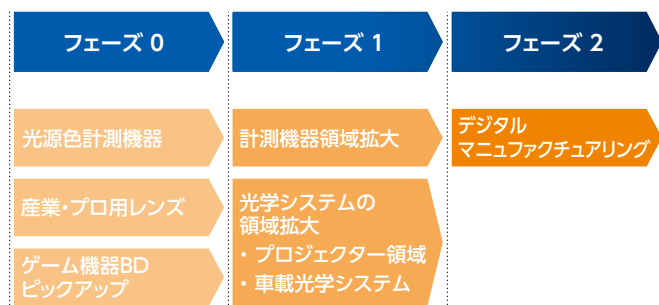 フェーズ 0
フェーズ 1
フェーズ 2
光源色計測機器
計測機器領域拡大
デジタル
マニュファクチュアリング
産業・プロ用レンズ
光学システムの
領域拡大
・ プロジェクター領域
・ 車載光学システム
ゲーム機器BD
ピックアップ